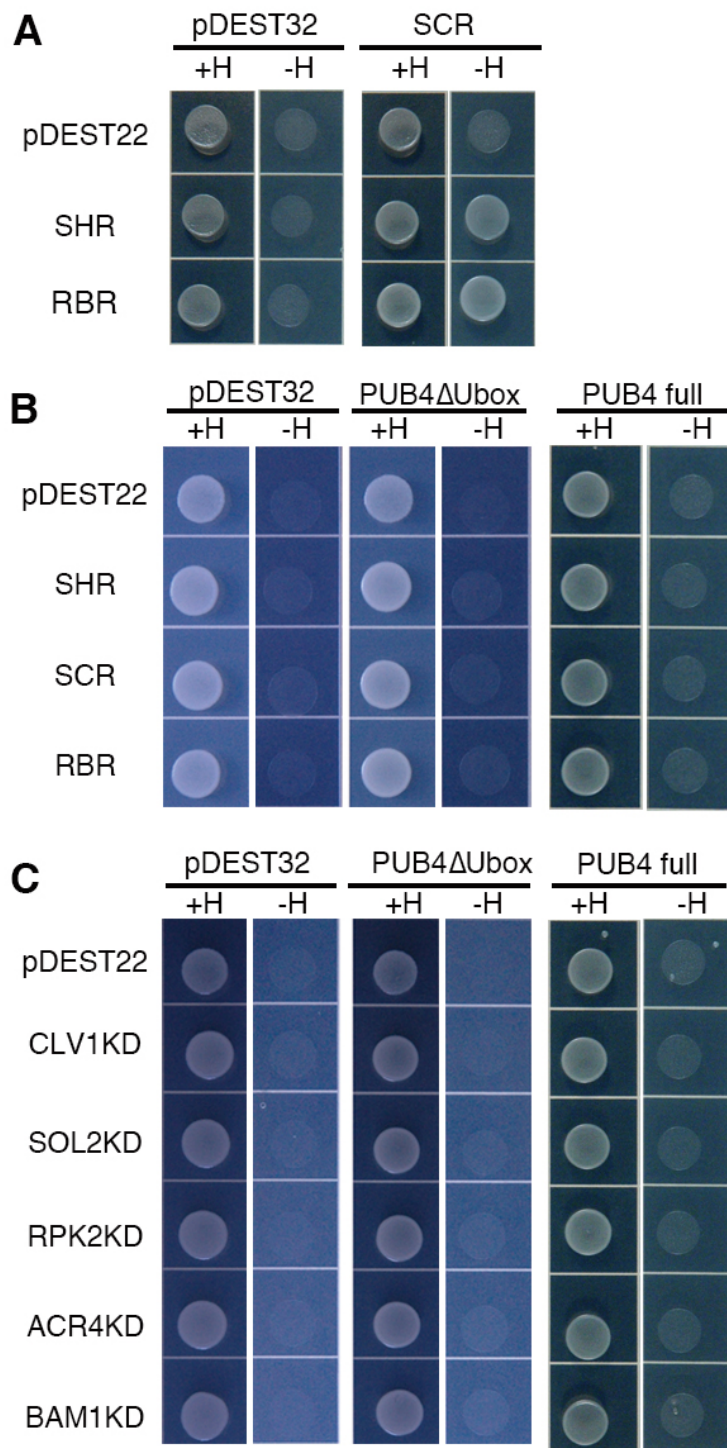 A
pDEST32 SCR
+H -H +H -H
pDEST22
SHR
RBR
B
pDEST32 PUB4ΔUbox PUB4 full
+H -H +H -H +H -H
pDEST22
SHR
SCR
RBR
C
pDEST32 PUB4ΔUbox PUB4 full
+H -H +H -H +H -H
pDEST22
CLV1KD
SOL2KD
RPK2KD
ACR4KD
BAM1KD